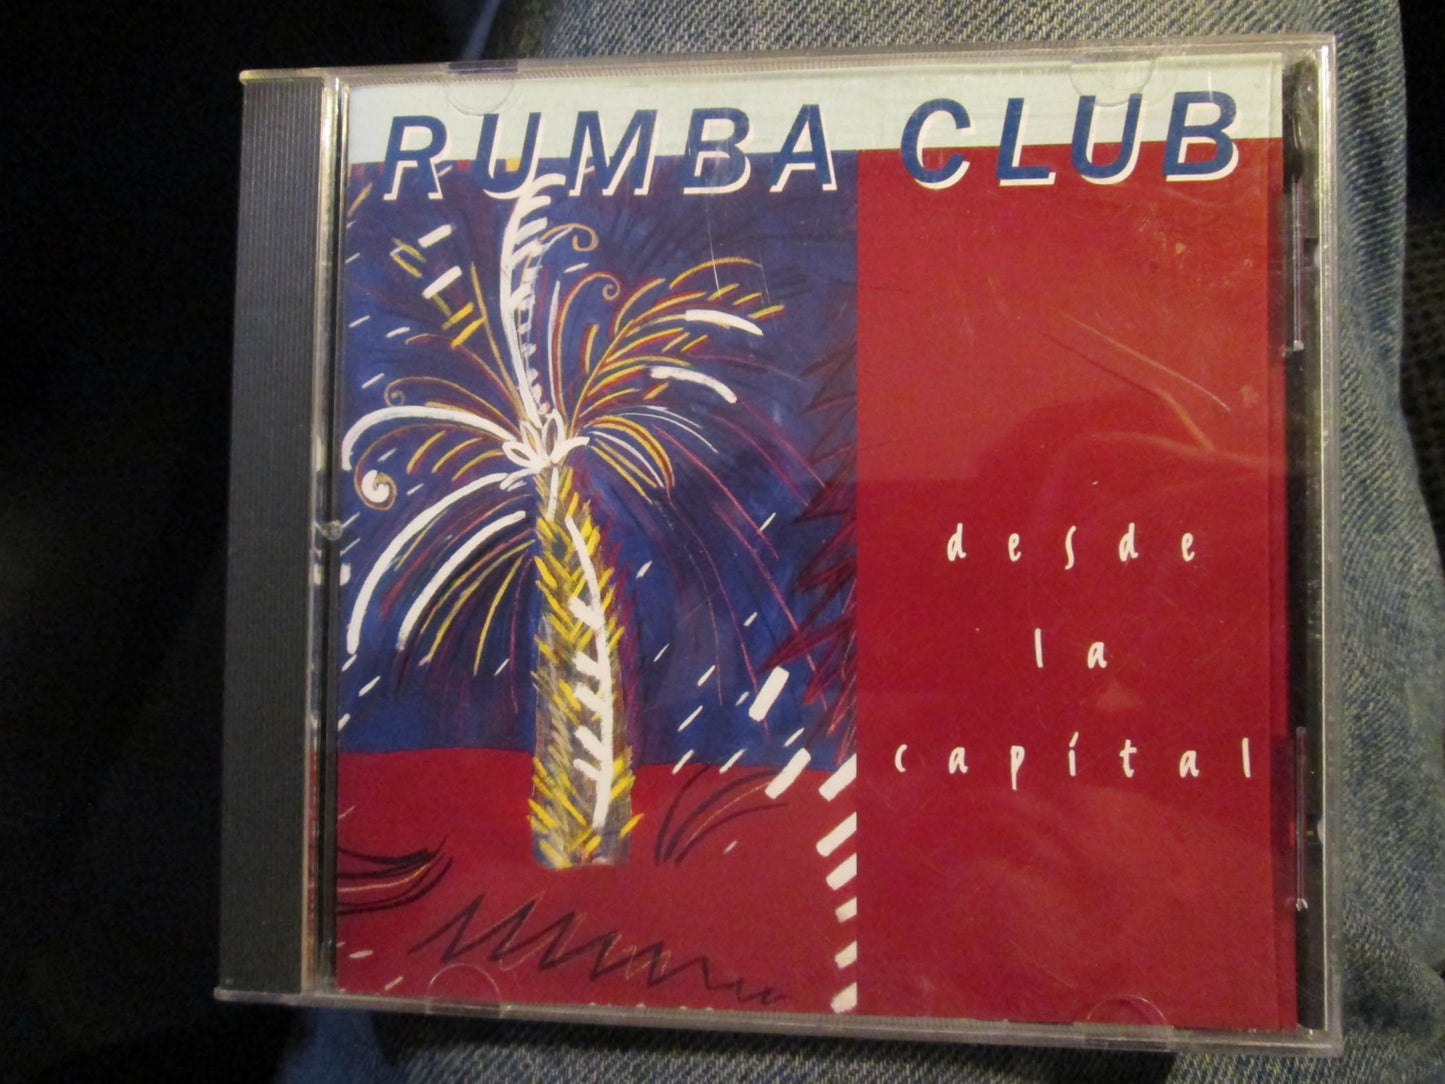 RUMBA CLUB
desde
la
capítal